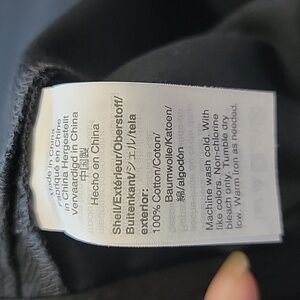 Made in China
Fabriqué en Chine
in China Hergestellt
Vervaardigd in China
中国製
Hecho en China
Shell/Extérieur/Oberstoff/
Buitenkant/シェル/tela
exterior:
100% Cotton/Coton/
Baumwolle/Katoen/
綿/algodón
Machine wash cold. With
like colors. Non-chlorine
bleach only. Tumble dry
low. Warm iron as needed.